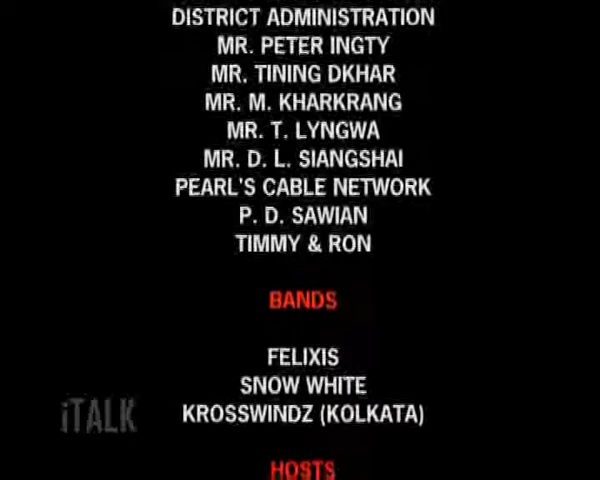 DISTRICT ADMINISTRATION
MR. PETER INGTY
MR. TINING DKHAR
MR. M. KHARKRANG
MR. T. LYNGWA
MR. D. L. SIANGSHAI
PEARL'S CABLE NETWORK
P. D. SAWIAN
TIMMY & RON
BANDS
FELIXIS
SNOW WHITE
KROSSWINDZ (KOLKATA)
iTALK
HOSTS